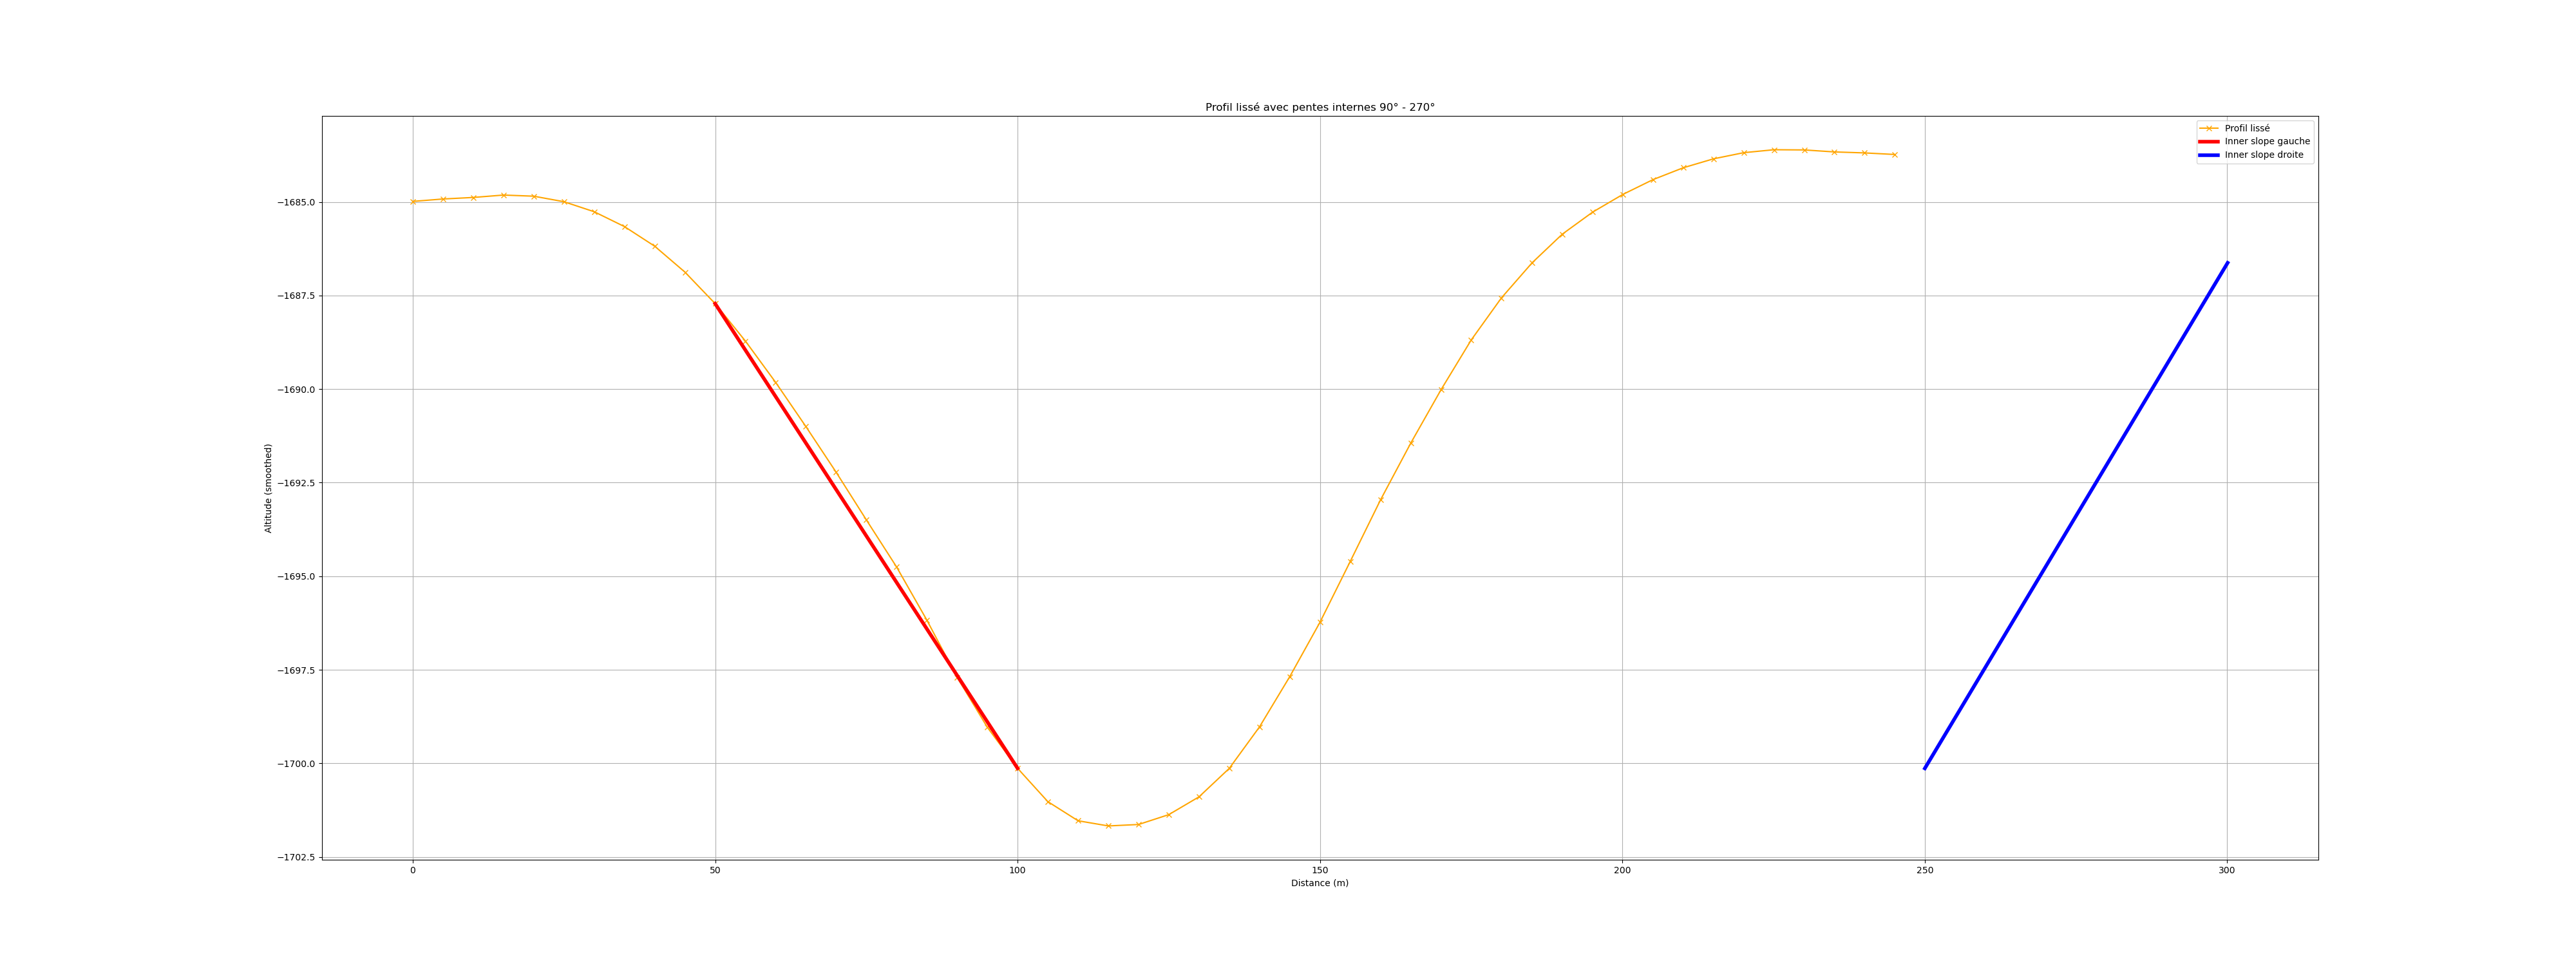 Profil lissé avec pentes internes 90° - 270°
Profil lissé
Inner slope gauche
Inner slope droite
Altitude (smoothed)
−1685.0
−1687.5
−1690.0
−1692.5
−1695.0
−1697.5
−1700.0
−1702.5
0 50 100 150 200 250 300
Distance (m)